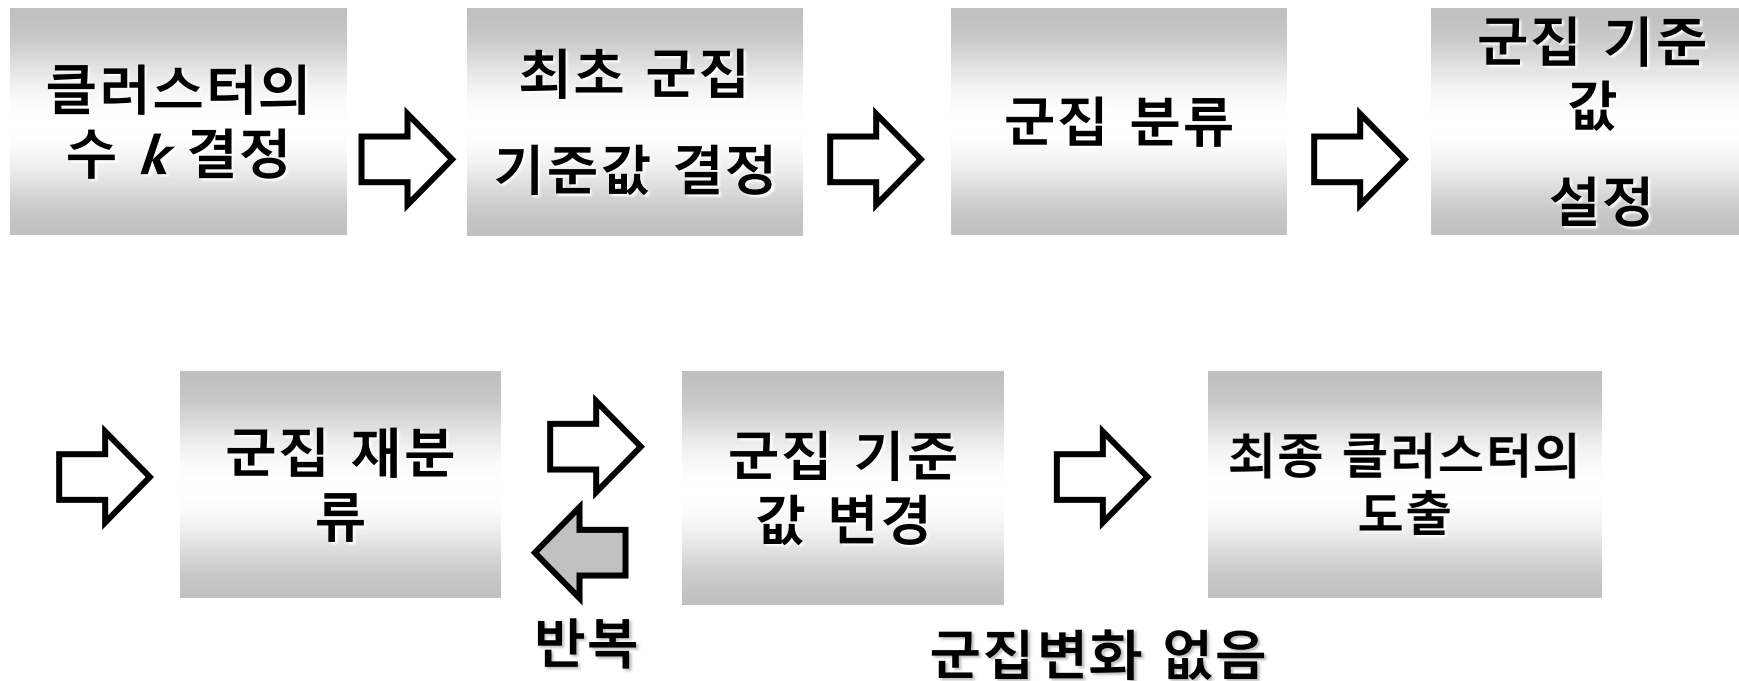 클러스터의
수 k 결정
최초 군집
기준값 결정
군집 분류
군집 기준
값
설정
군집 재분
류
반복
군집 기준
값 변경
군집변화 없음
최종 클러스터의
도출